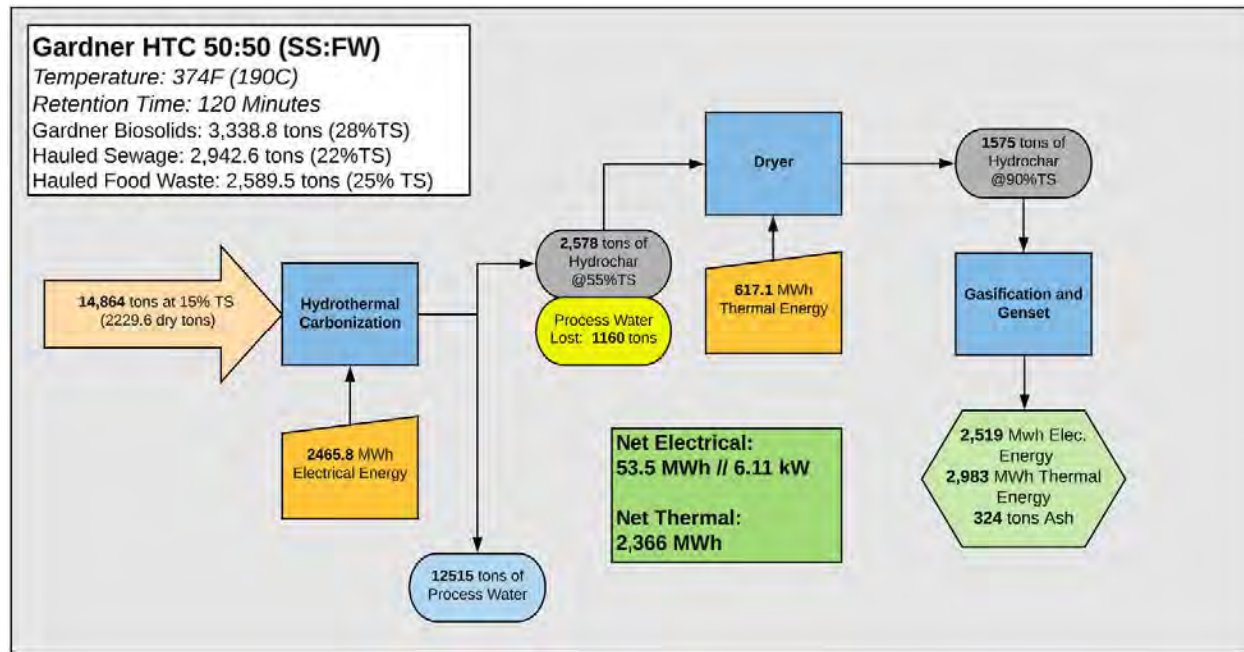 Gardner HTC 50:50 (SS:FW)
Temperature: 374F (190C)
Retention Time: 120 Minutes
Gardner Biosolids: 3,338.8 tons (28%TS)
Hauled Sewage: 2,942.6 tons (22%TS)
Hauled Food Waste: 2,589.5 tons (25% TS)
14,864 tons at 15% TS
(2229.6 dry tons)
Hydrothermal
Carbonization
2465.8 MWh
Electrical Energy
12515 tons of
Process Water
2,578 tons of
Hydrochar
@55%TS
Process Water
Lost: 1160 tons
Dryer
617.1 MWh
Thermal Energy
1575 tons of
Hydrochar
@90%TS
Gasification and
Genset
2,519 Mwh Elec.
Energy
2,983 MWh Thermal
Energy
324 tons Ash
Net Electrical:
53.5 MWh // 6.11 kW
Net Thermal:
2,366 MWh